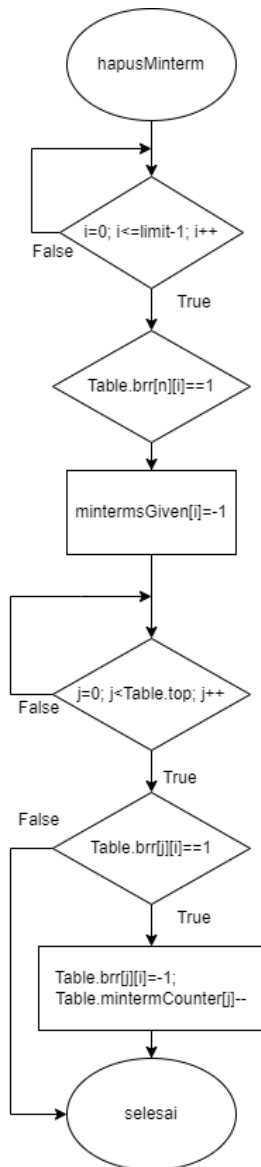 hapusMinterm
i=0; i<=limit-1; i++
False
True
Table.brr[n][i]==1
mintermsGiven[i]=-1
j=0; j<Table.top; j++
False
True
False
Table.brr[j][i]==1
True
Table.brr[j][i]=-1;
Table.mintermCounter[j]--
selesai